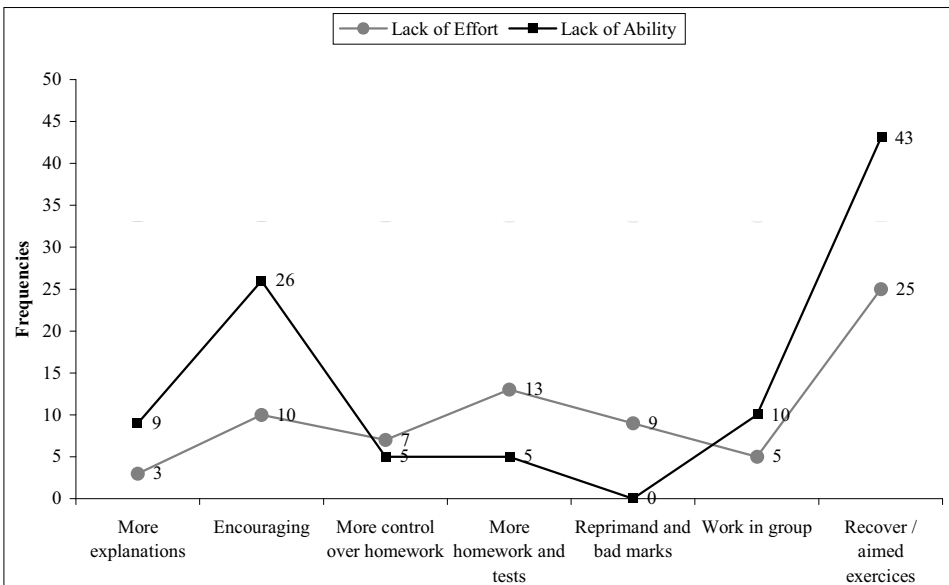 Lack of Effort Lack of Ability
50
45
40
35
30
25
20
15
10
5
0
Frequencies
9
3
26
10
7
5
13
5
9
0
10
5
43
25
More explanations
Encouraging
More control over homework
More homework and tests
Reprimand and bad marks
Work in group
Recover / aimed exercices